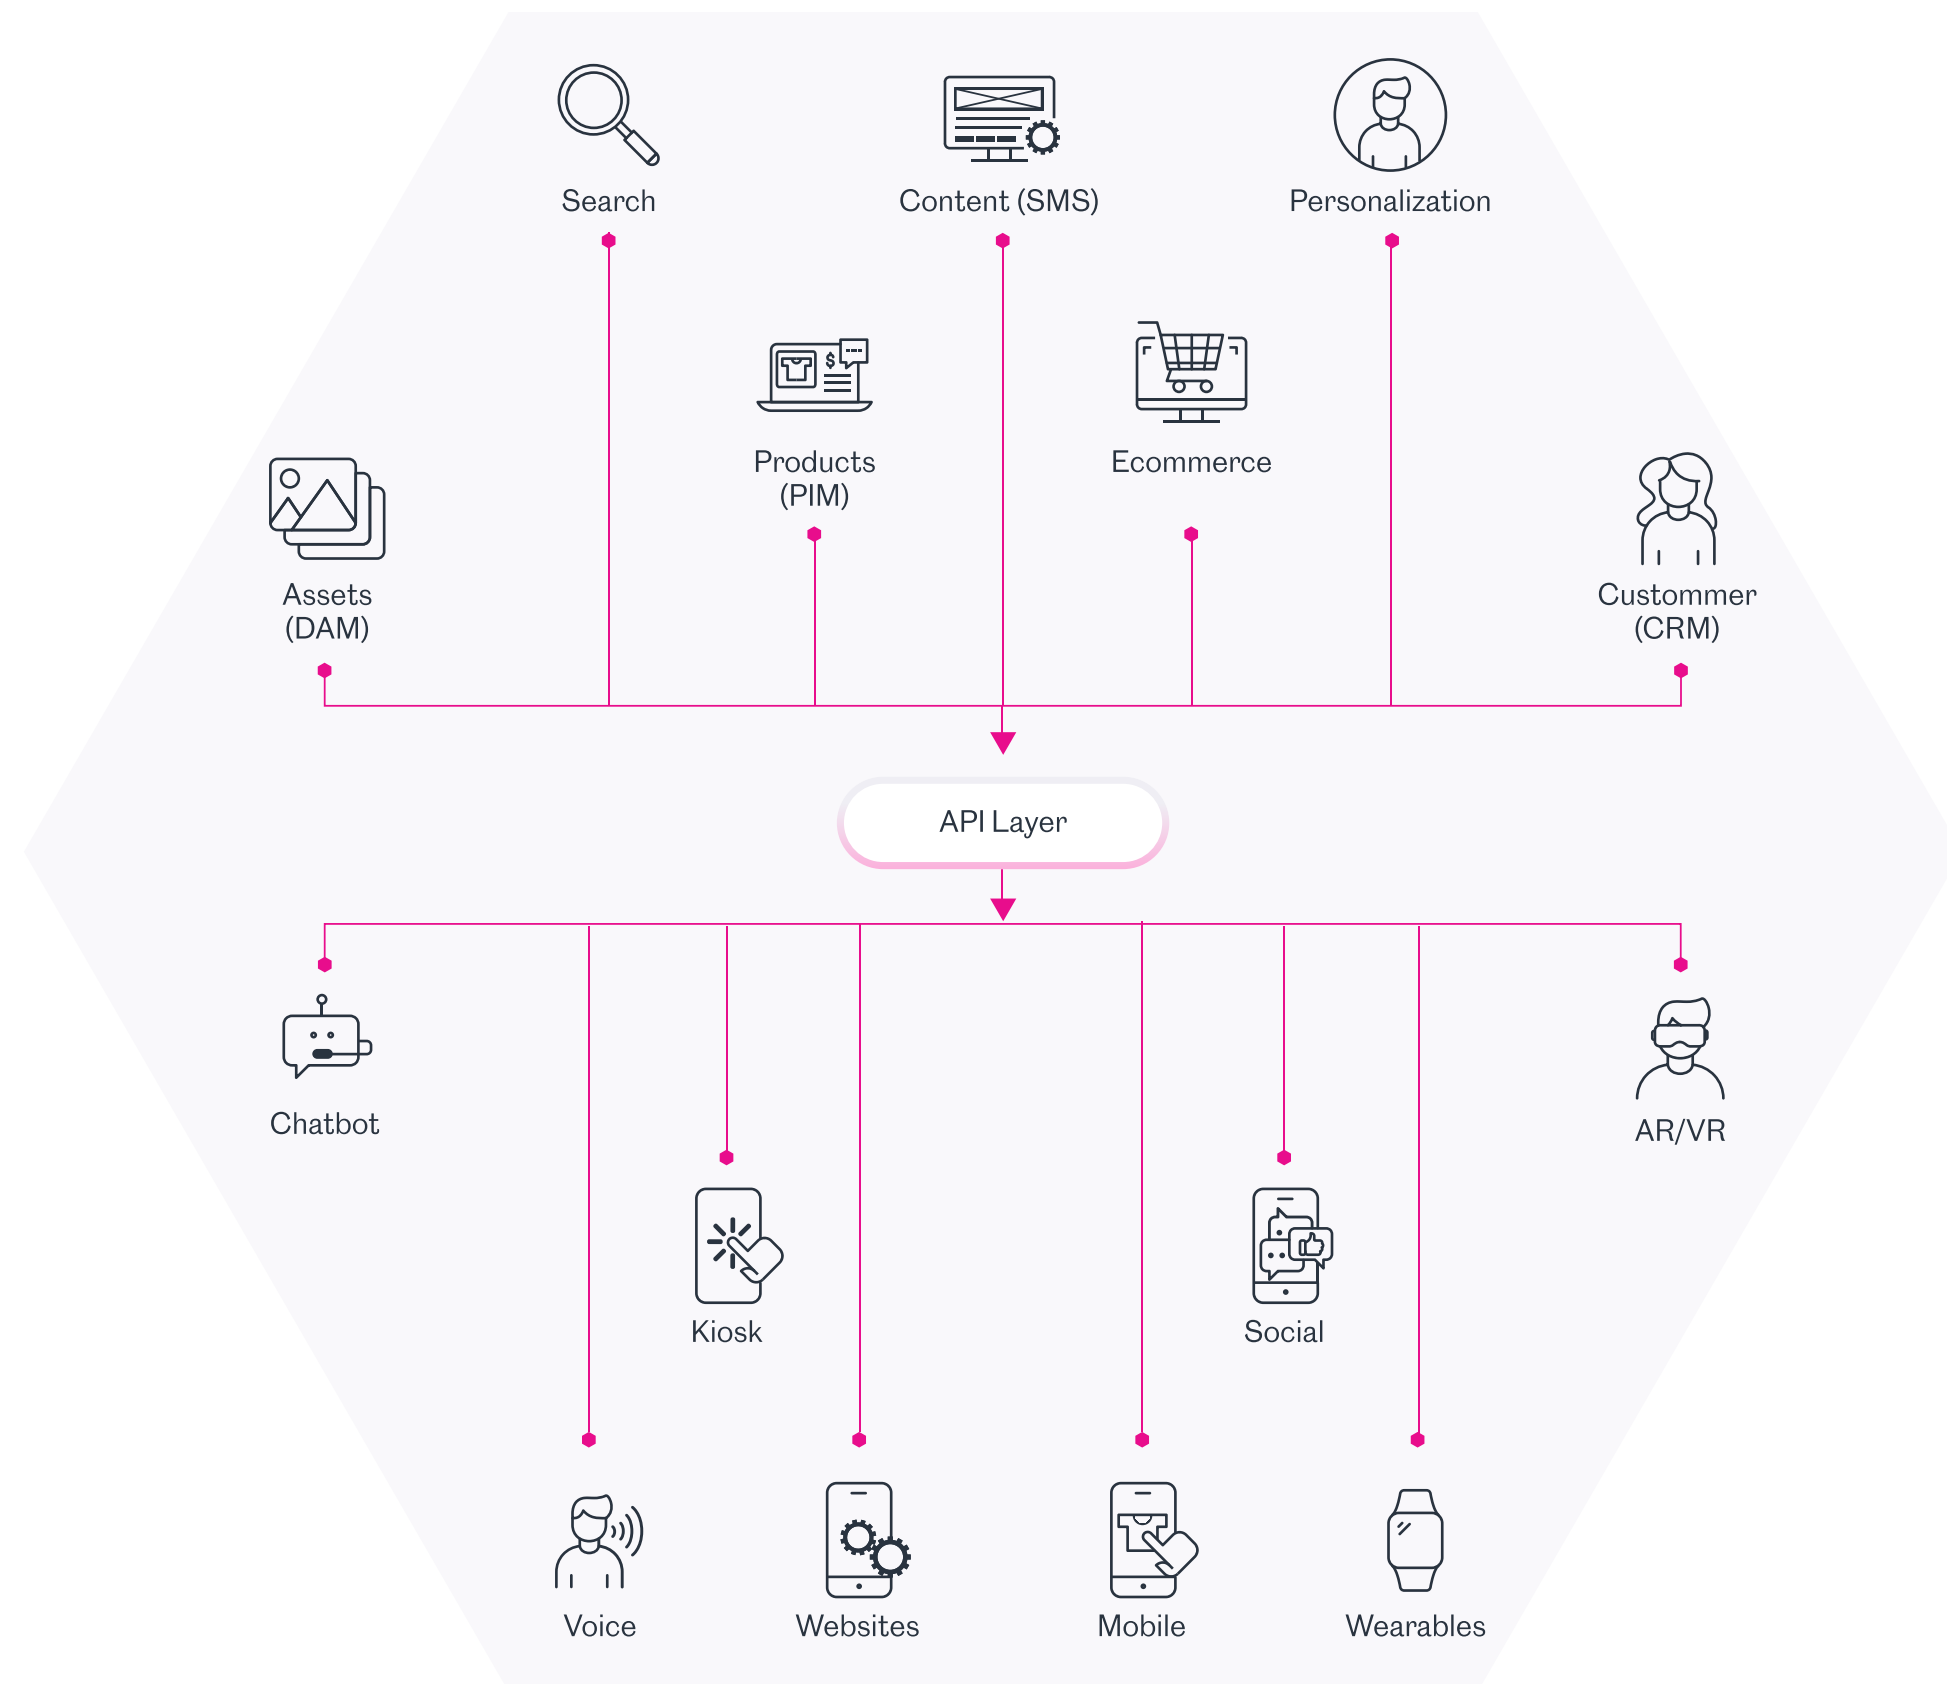 Search
Content (SMS)
Personalization
Products
(PIM)
Ecommerce
Assets
(DAM)
Custommer
(CRM)
API Layer
Chatbot
AR/VR
Kiosk
Social
Voice
Websites
Mobile
Wearables